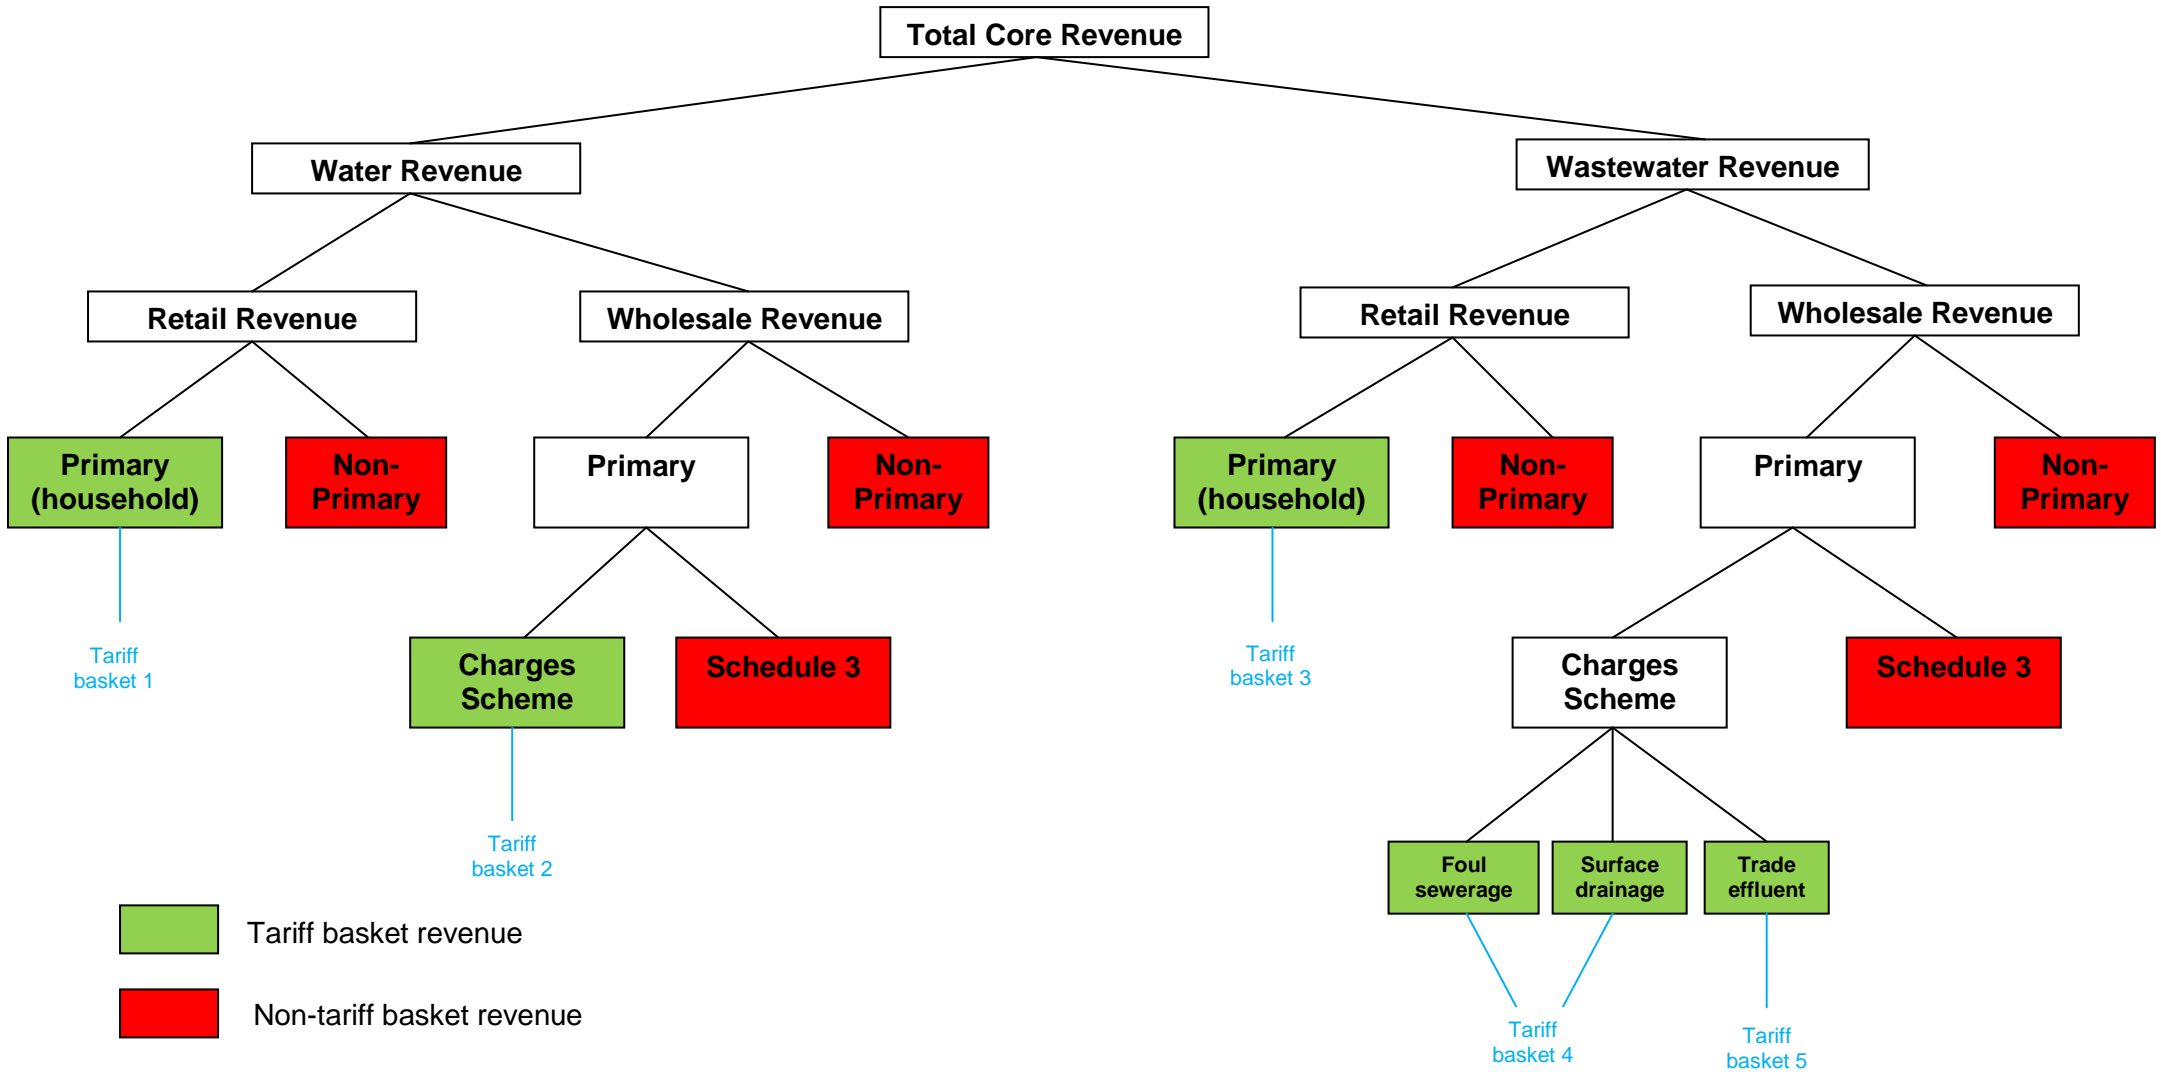 Total Core Revenue
Water Revenue
Wastewater Revenue
Retail Revenue
Wholesale Revenue
Retail Revenue
Wholesale Revenue
Primary
(household)
Non-
Primary
Primary
Non-
Primary
Primary
(household)
Non-
Primary
Primary
Non-
Primary
Tariff
basket 1
Charges
Scheme
Schedule 3
Tariff
basket 3
Charges
Scheme
Schedule 3
Tariff
basket 2
Foul
sewerage
Surface
drainage
Trade
effluent
Tariff basket revenue
Non-tariff basket revenue
Tariff
basket 4
Tariff
basket 5